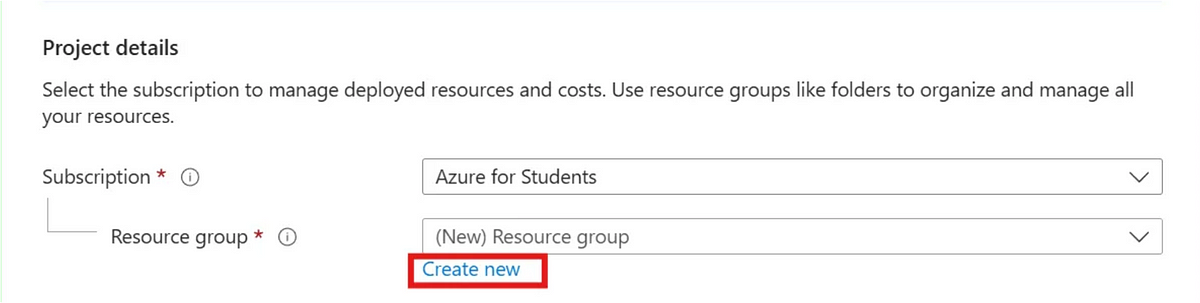 Project details
Select the subscription to manage deployed resources and costs. Use resource groups like folders to organize and manage all
your resources.
Subscription * Azure for Students
Resource group * (New) Resource group
Create new